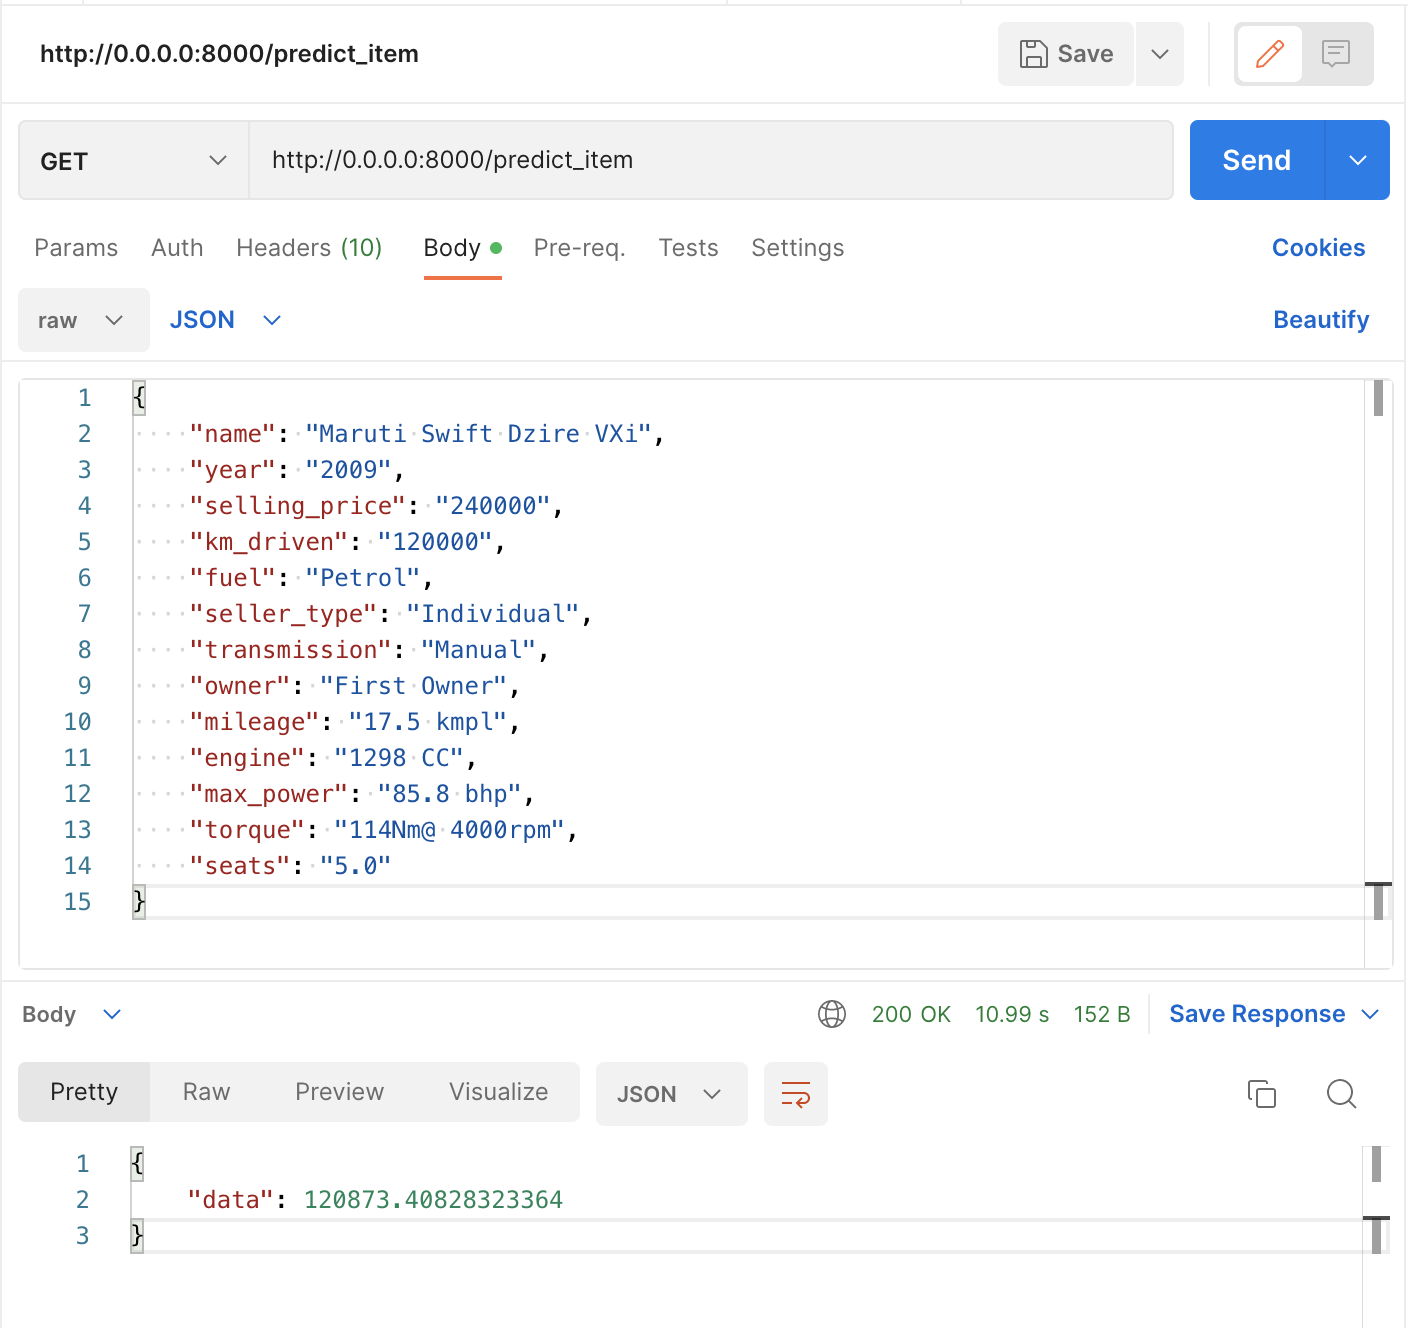 http://0.0.0.0:8000/predict_item
Save
GET
http://0.0.0.0:8000/predict_item
Send
Params Auth Headers (10) Body Pre-req. Tests Settings Cookies
raw JSON Beautify
1 {
2 "name": "Maruti Swift Dzire VXi",
3 "year": "2009",
4 "selling_price": "240000",
5 "km_driven": "120000",
6 "fuel": "Petrol",
7 "seller_type": "Individual",
8 "transmission": "Manual",
9 "owner": "First Owner",
10 "mileage": "17.5 kmpl",
11 "engine": "1298 CC",
12 "max_power": "85.8 bhp",
13 "torque": "114Nm@ 4000rpm",
14 "seats": "5.0"
15 }
Body 200 OK 10.99 s 152 B Save Response
Pretty Raw Preview Visualize JSON
1 {
2 "data": 120873.40828323364
3 }